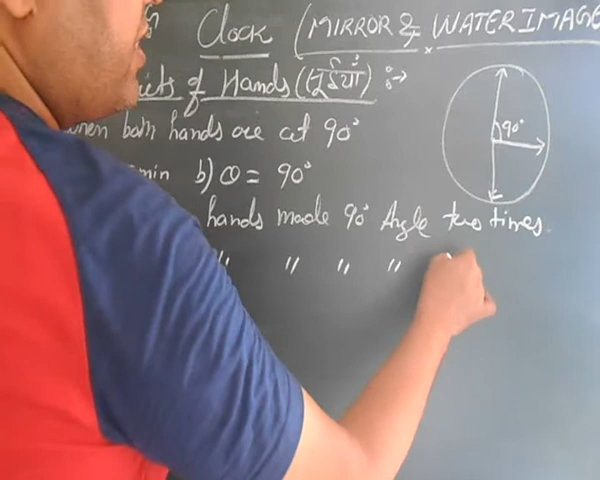 Clock (MIRROR & WATER IMAGE
of Hands (सुईयां) :->
when both hands are at 90°
90°
min b) θ = 90°
hands made 90° Angle two times.
" " " "